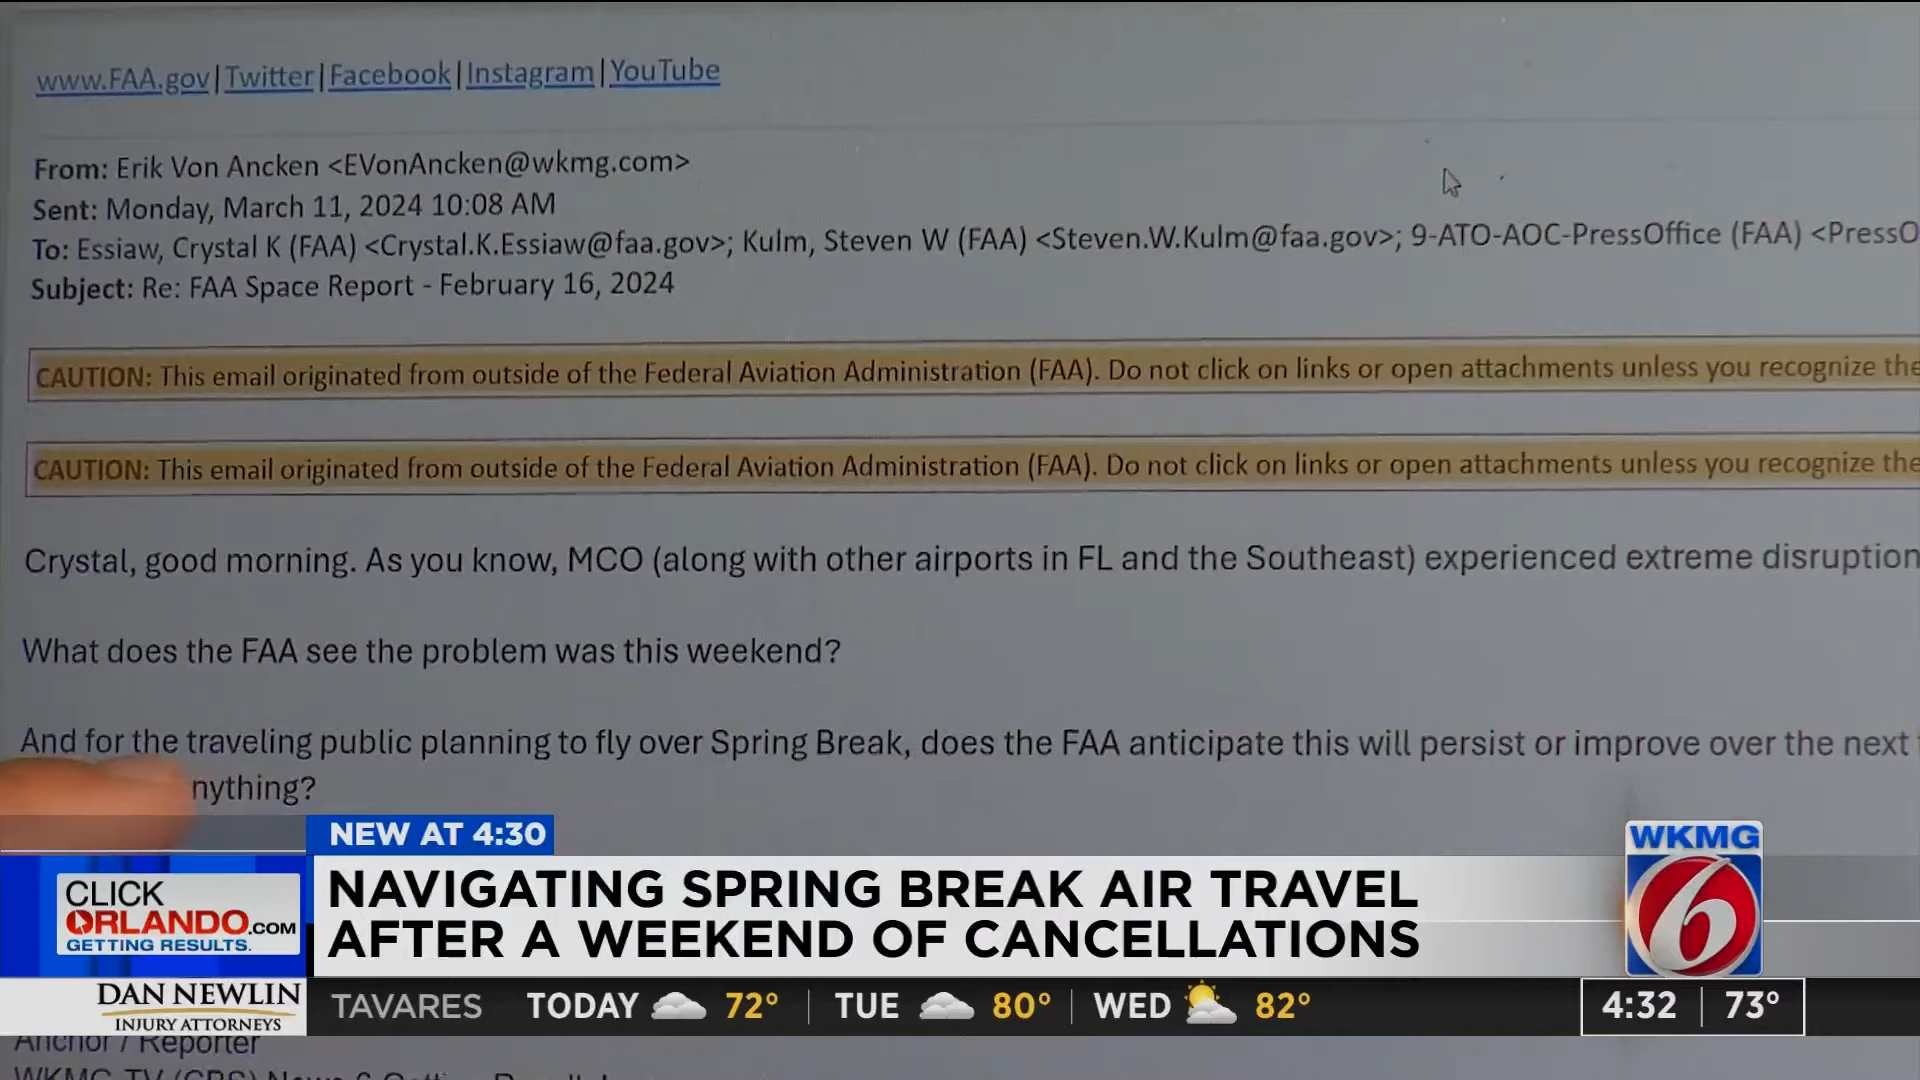 www.FAA.gov|Twitter|Facebook|Instagram|YouTube
From: Erik Von Ancken <EVonAncken@wkmg.com>
Sent: Monday, March 11, 2024 10:08 AM
To: Essiaw, Crystal K (FAA) <Crystal.K.Essiaw@faa.gov>; Kulm, Steven W (FAA) <Steven.W.Kulm@faa.gov>; 9-ATO-AOC-PressOffice (FAA) <PressO
Subject: Re: FAA Space Report - February 16, 2024
CAUTION: This email originated from outside of the Federal Aviation Administration (FAA). Do not click on links or open attachments unless you recognize the
CAUTION: This email originated from outside of the Federal Aviation Administration (FAA). Do not click on links or open attachments unless you recognize the
Crystal, good morning. As you know, MCO (along with other airports in FL and the Southeast) experienced extreme disruption
What does the FAA see the problem was this weekend?
And for the traveling public planning to fly over Spring Break, does the FAA anticipate this will persist or improve over the next
nything?
NEW AT 4:30
NAVIGATING SPRING BREAK AIR TRAVEL
AFTER A WEEKEND OF CANCELLATIONS
CLICK
ORLANDO.COM
GETTING RESULTS.
WKMG
6
DAN NEWLIN
INJURY ATTORNEYS
TAVARES TODAY 72° TUE 80° WED 82°
4:32 73°
Anchor / Reporter